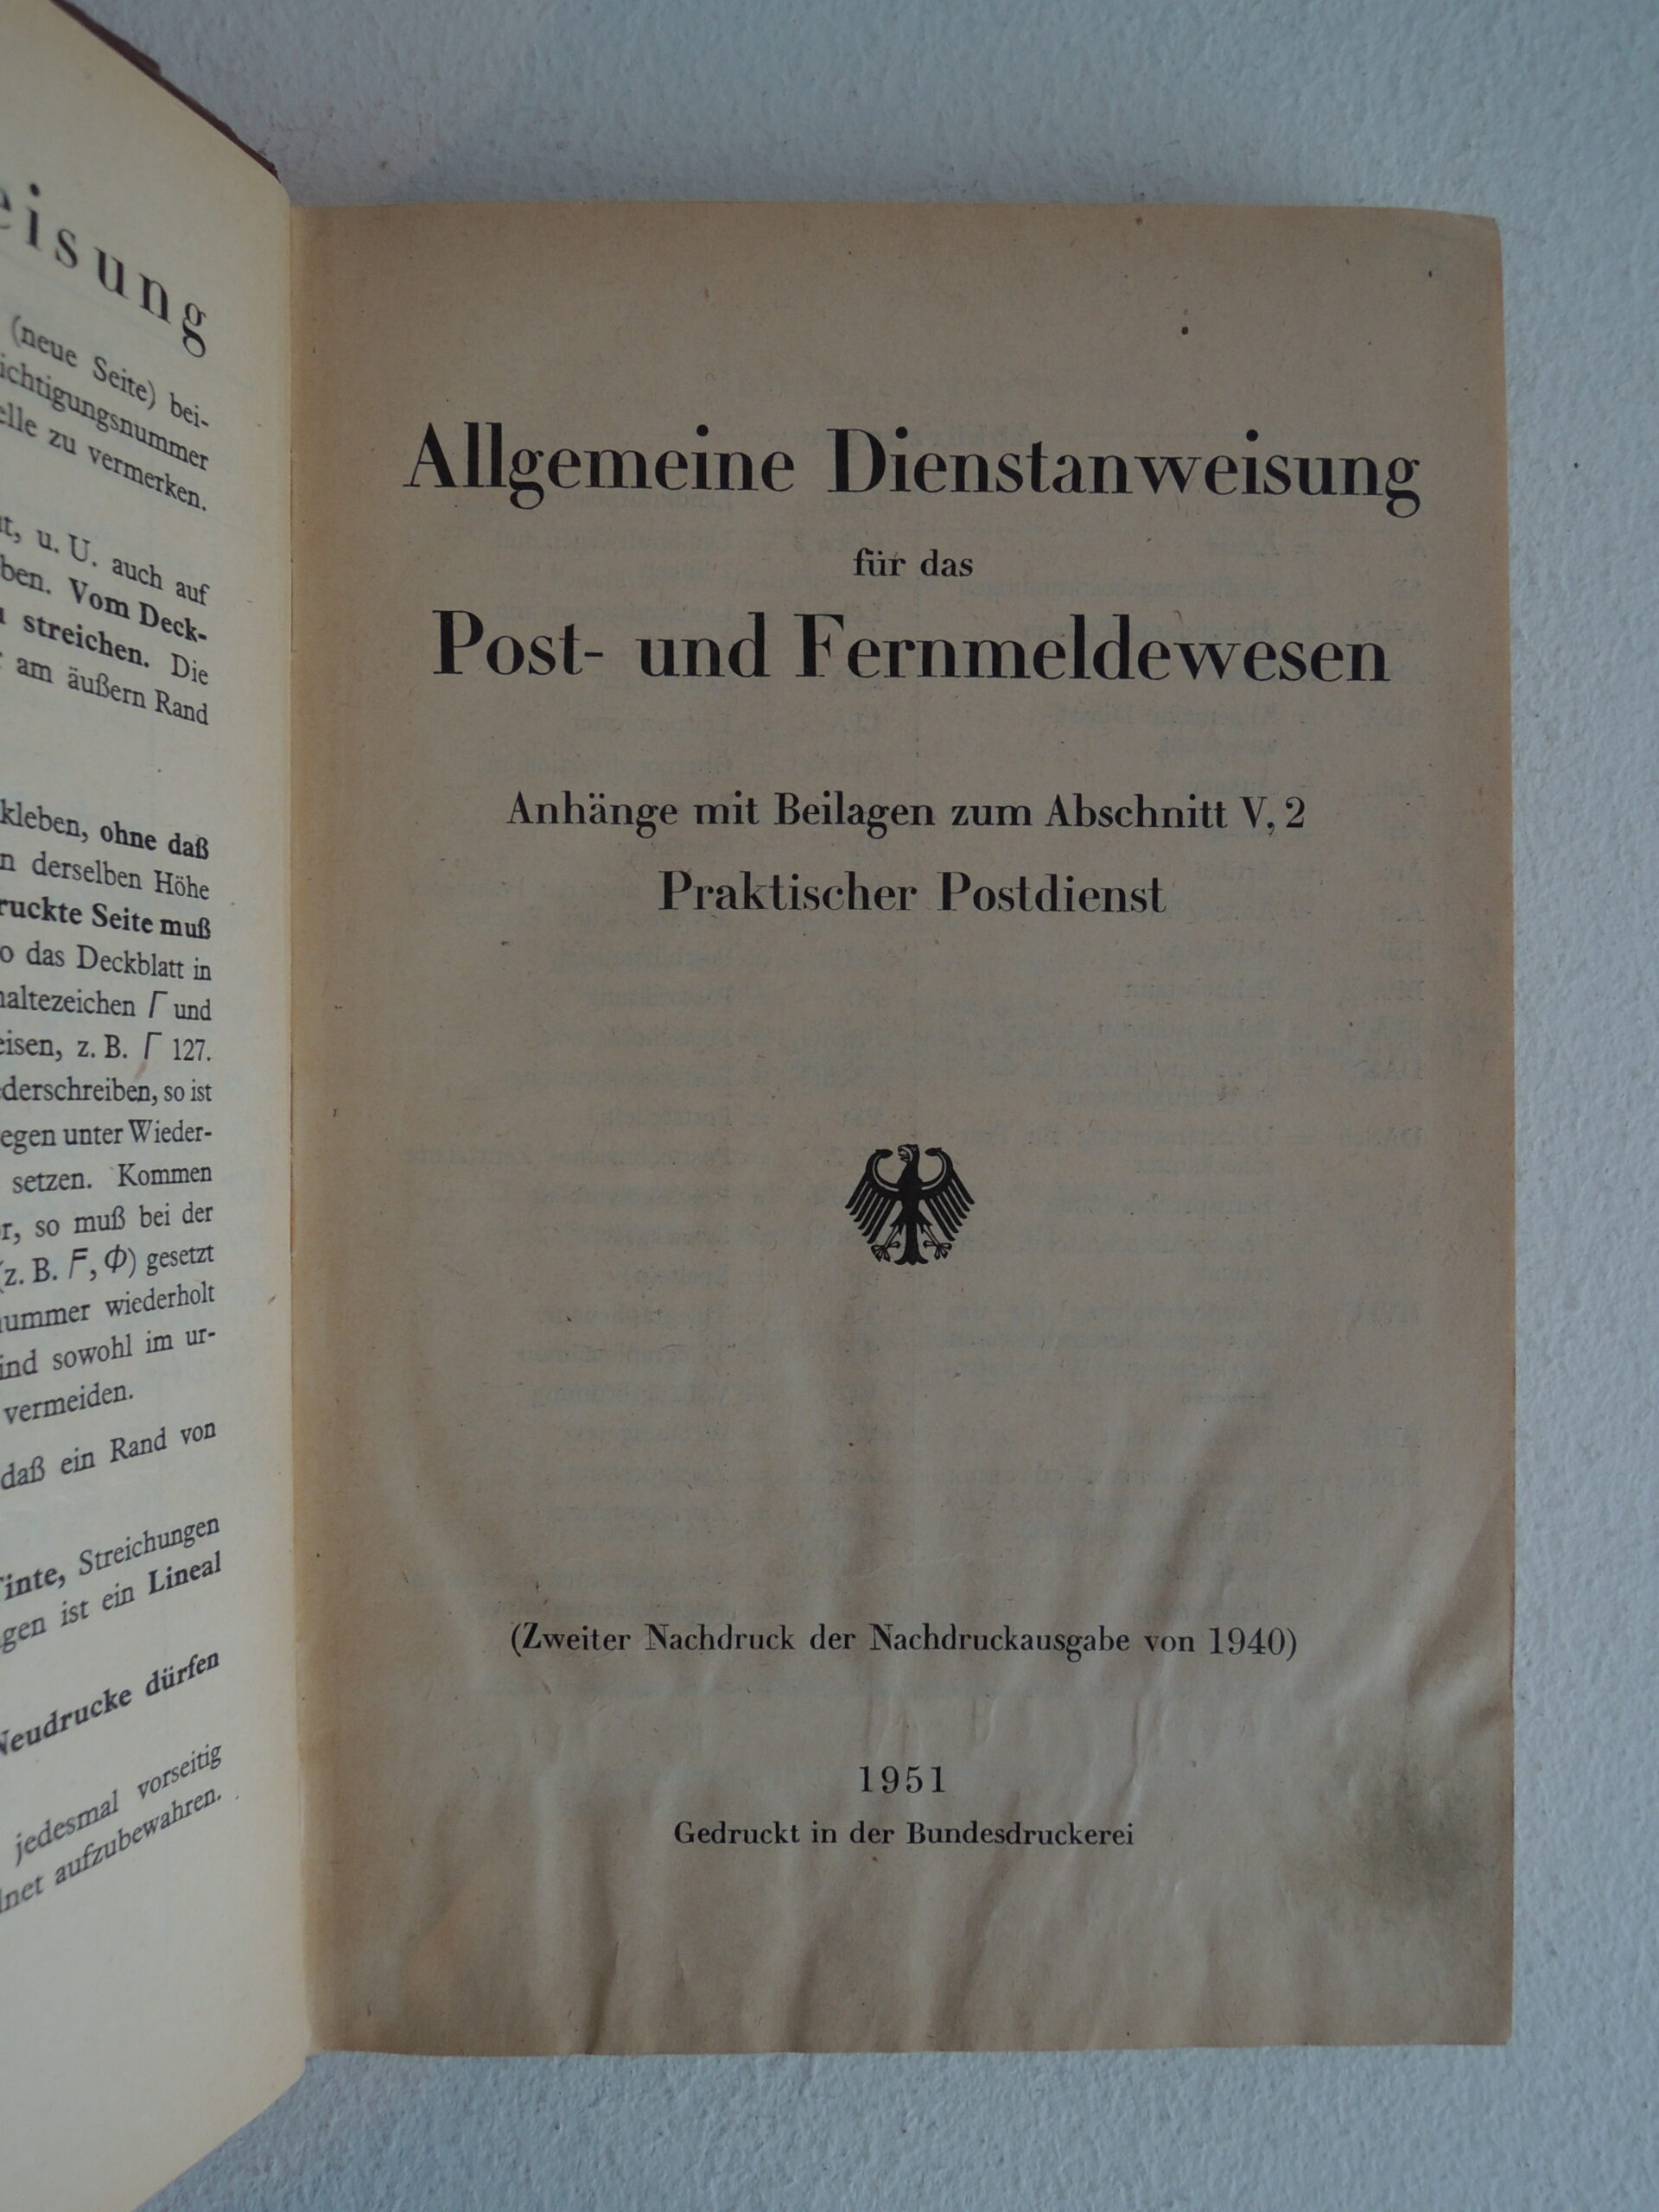 eisung
(neue Seite) bei-
ichtigungsnummer
elle zu vermerken.
u. U. auch auf
ben. Vom Deck-
streichen. Die
am äußern Rand
kleben, ohne daß
n derselben Höhe
ruckte Seite muß
o das Deckblatt in
haltezeichen Γ und
eisen, z. B. Γ 127.
derschreiben, so ist
egen unter Wieder-
setzen. Kommen
r, so muß bei der
(z. B. F, Φ) gesetzt
nummer wiederholt
ind sowohl im ur-
vermeiden.
daß ein Rand von
Tinte, Streichungen
gen ist ein Lineal
Neudrucke dürfen
jedesmal vorseitig
dnet aufzubewahren.
Allgemeine Dienstanweisung
für das
Post- und Fernmeldewesen
Anhänge mit Beilagen zum Abschnitt V, 2
Praktischer Postdienst
(Zweiter Nachdruck der Nachdruckausgabe von 1940)
1951
Gedruckt in der Bundesdruckerei